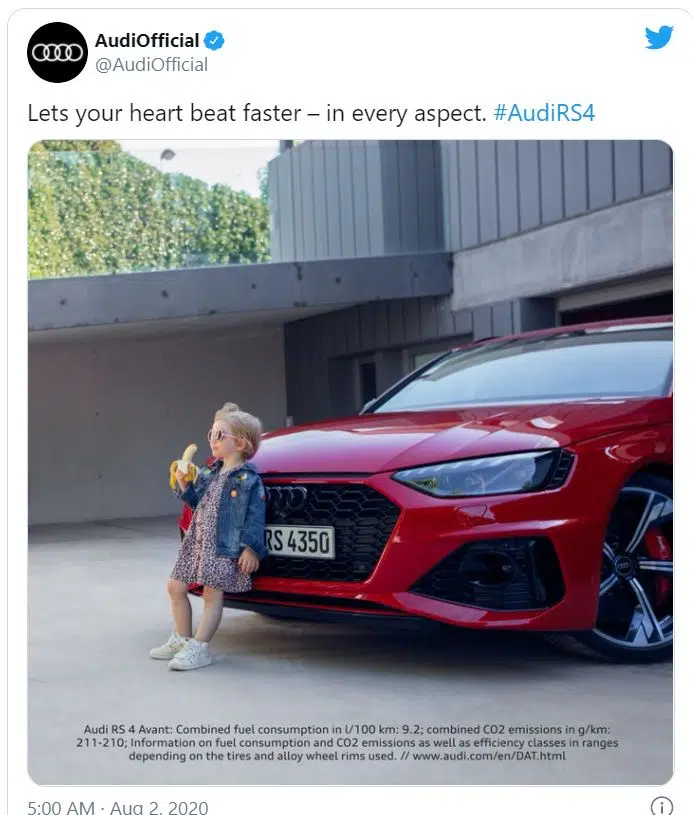 AudiOfficial
@AudiOfficial
Lets your heart beat faster – in every aspect. #AudiRS4
RS 4350
Audi RS 4 Avant: Combined fuel consumption in l/100 km: 9.2; combined CO2 emissions in g/km:
211-210; Information on fuel consumption and CO2 emissions as well as efficiency classes in ranges
depending on the tires and alloy wheel rims used. // www.audi.com/en/DAT.html
5:00 AM · Aug 2, 2020